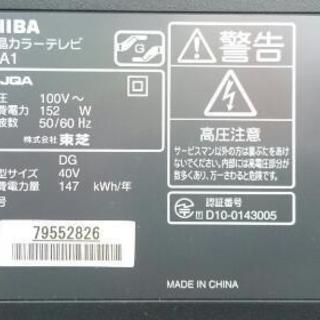 HIBA
晶カラーテレビ
A1
JQA
圧 100V～
費電力 152 W
波数 50/60 Hz
株式会社 東芝
DG
型サイズ 40V
費電力量 147 kWh/年
号
79552826
G
警告
高圧注意
サービスマン以外の方は裏ぶたをあけないでください。内部には高電圧部分が数多くあり、万一さわると危険です。
認証番号
D10-0143005
MADE IN CHINA